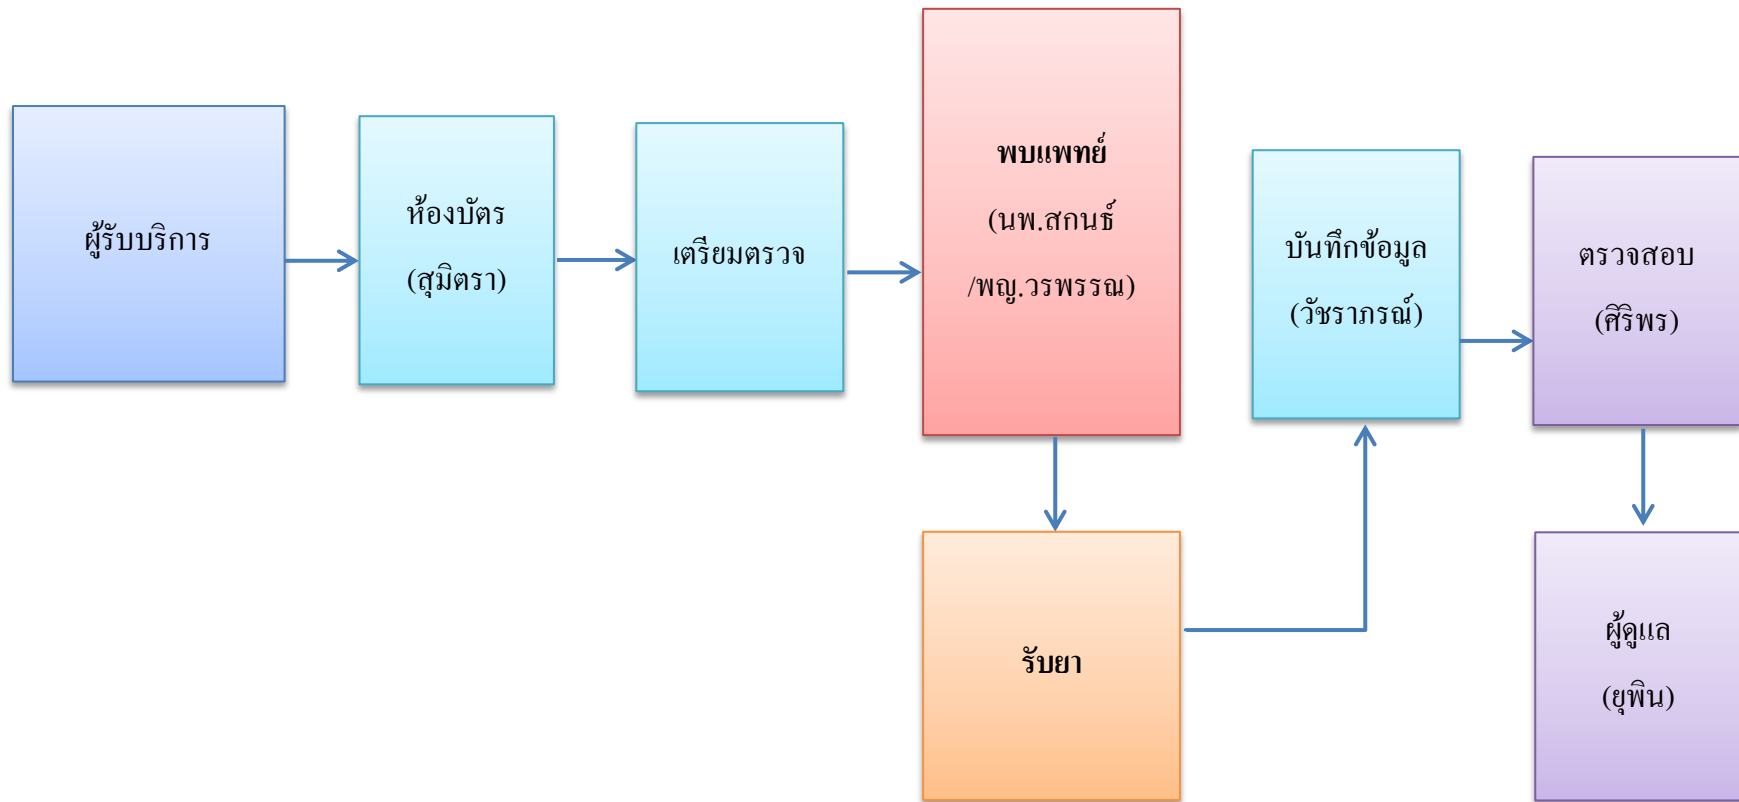 ผู้รับบริการ
ห้องบัตร
(สุมิตรา)
เตรียมตรวจ
พบแพทย์
(นพ.สกนธ์
/พญ.วรพรรณ)
รับยา
บันทึกข้อมูล
(วัชราภรณ์)
ตรวจสอบ
(ศิริพร)
ผู้ดูแล
(ยุพิน)